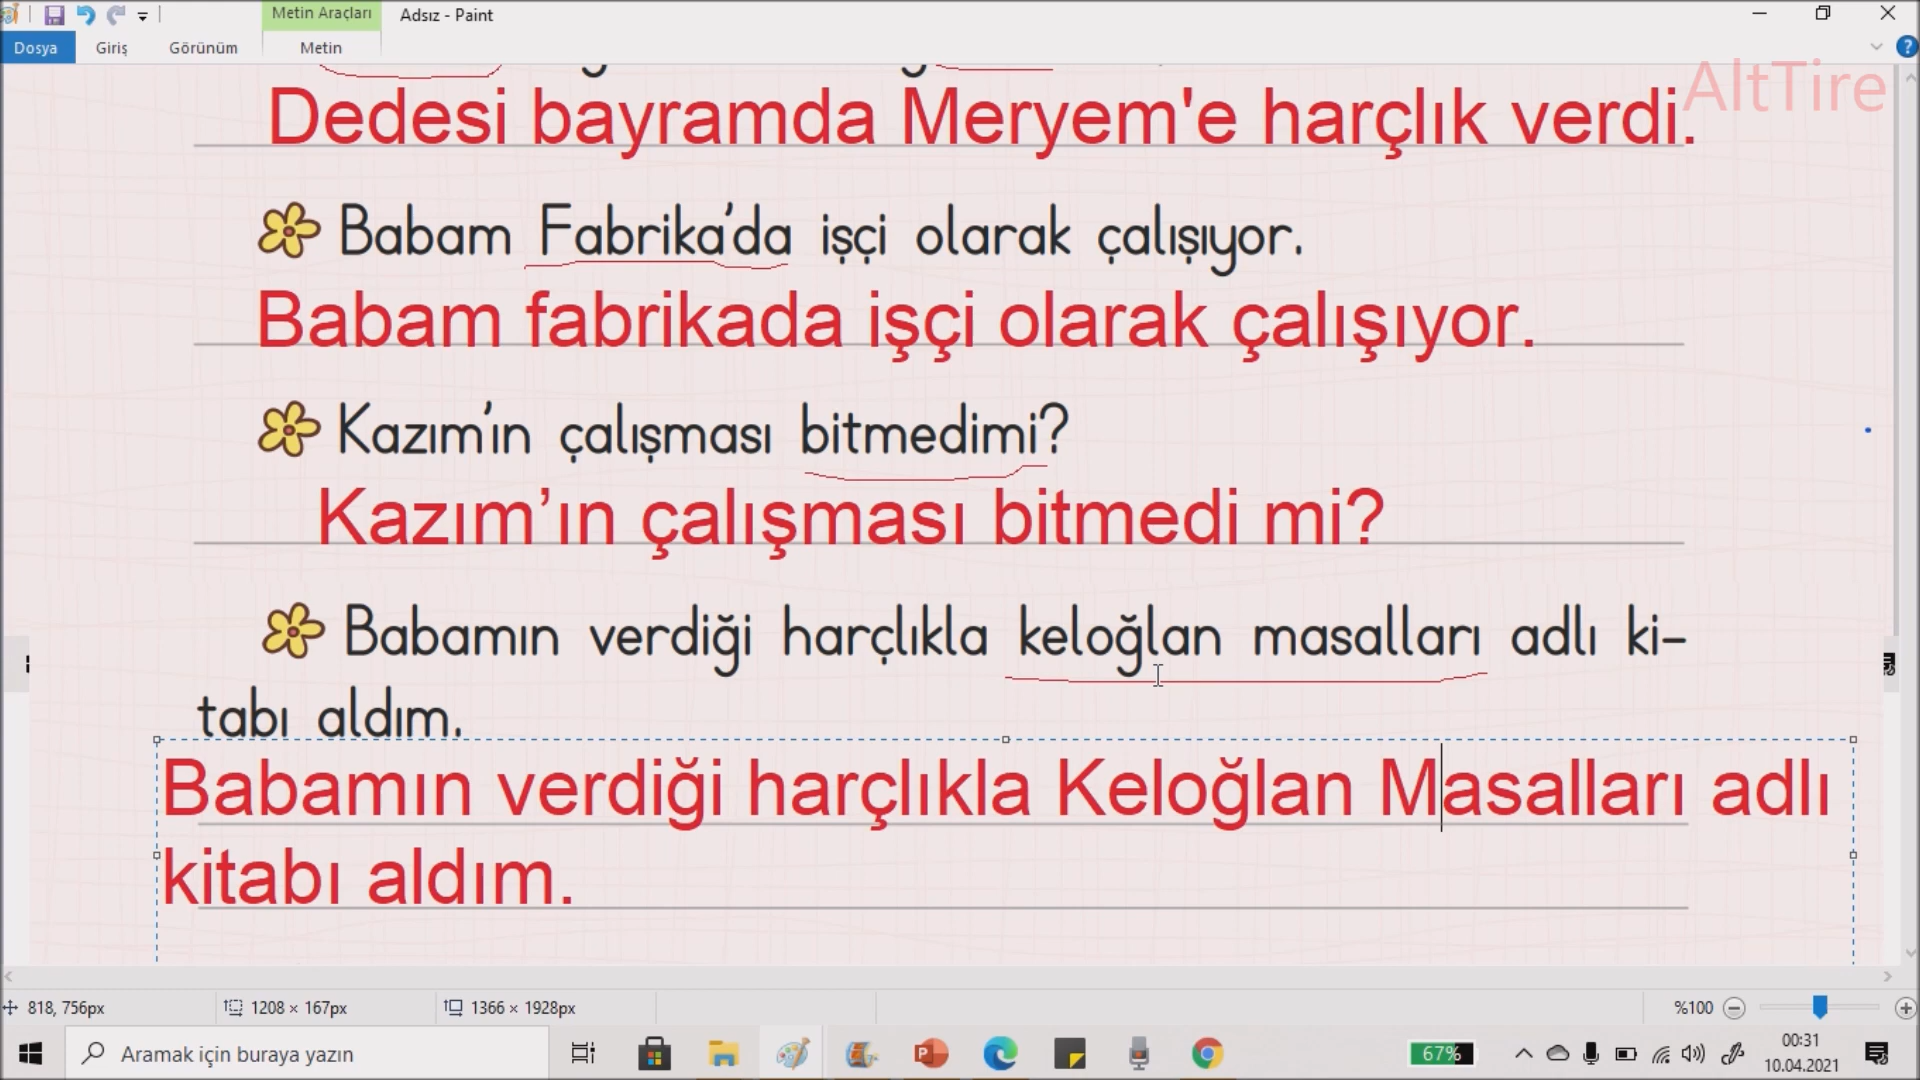 Metin Araçları
Adsız - Paint
Dosya
Giriş
Görünüm
Metin
AltTire
Dedesi bayramda Meryem'e harçlık verdi.
Babam Fabrika’da işçi olarak çalışıyor.
Babam fabrikada işçi olarak çalışıyor.
Kazım’ın çalışması bitmedimi?
Kazım’ın çalışması bitmedi mi?
Babamın verdiği harçlıkla keloğlan masalları adlı ki-
tabı aldım.
Babamın verdiği harçlıkla Keloğlan Masalları adlı
kitabı aldım.
818, 756px
1208 × 167px
1366 × 1928px
%100
Aramak için buraya yazın
67%
00:31
10.04.2021